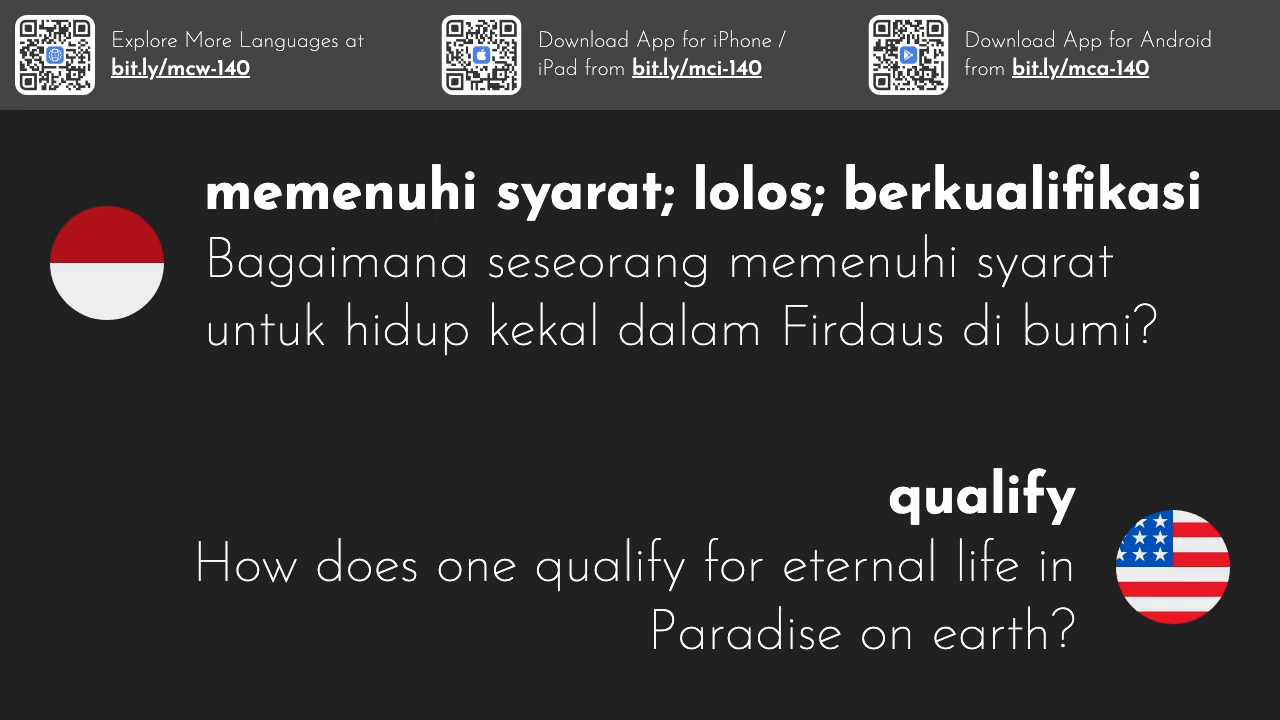 Explore More Languages at
bit.ly/mcw-140
Download App for iPhone /
iPad from bit.ly/mci-140
Download App for Android
from bit.ly/mca-140
memenuhi syarat; lolos; berkualifikasi
Bagaimana seseorang memenuhi syarat
untuk hidup kekal dalam Firdaus di bumi?
qualify
How does one qualify for eternal life in
Paradise on earth?